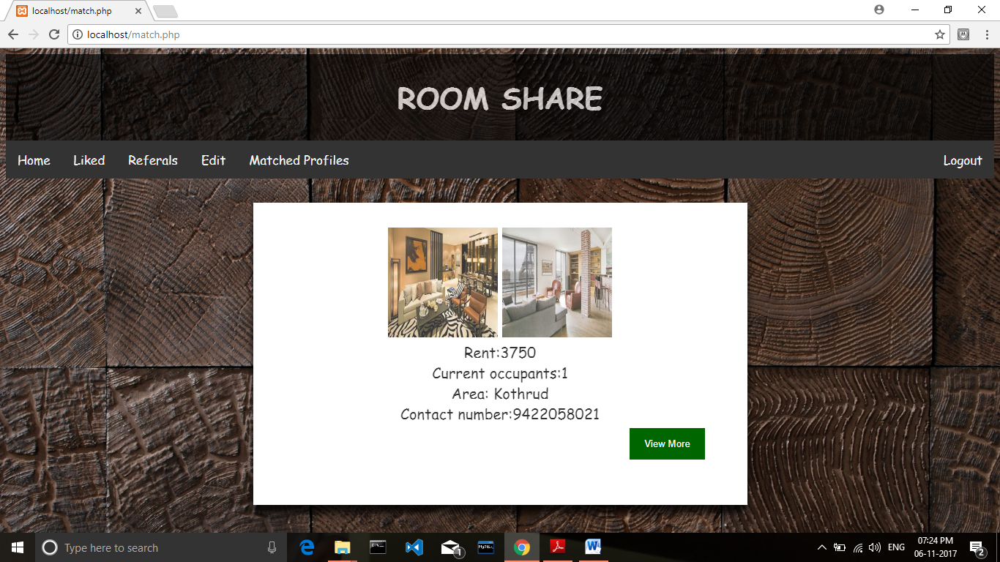 localhost/match.php
localhost/match.php
ROOM SHARE
Home Liked Referals Edit Matched Profiles Logout
Rent:3750
Current occupants:1
Area: Kothrud
Contact number:9422058021
View More
Type here to search
1
MySQL
ENG
07:24 PM
06-11-2017
2